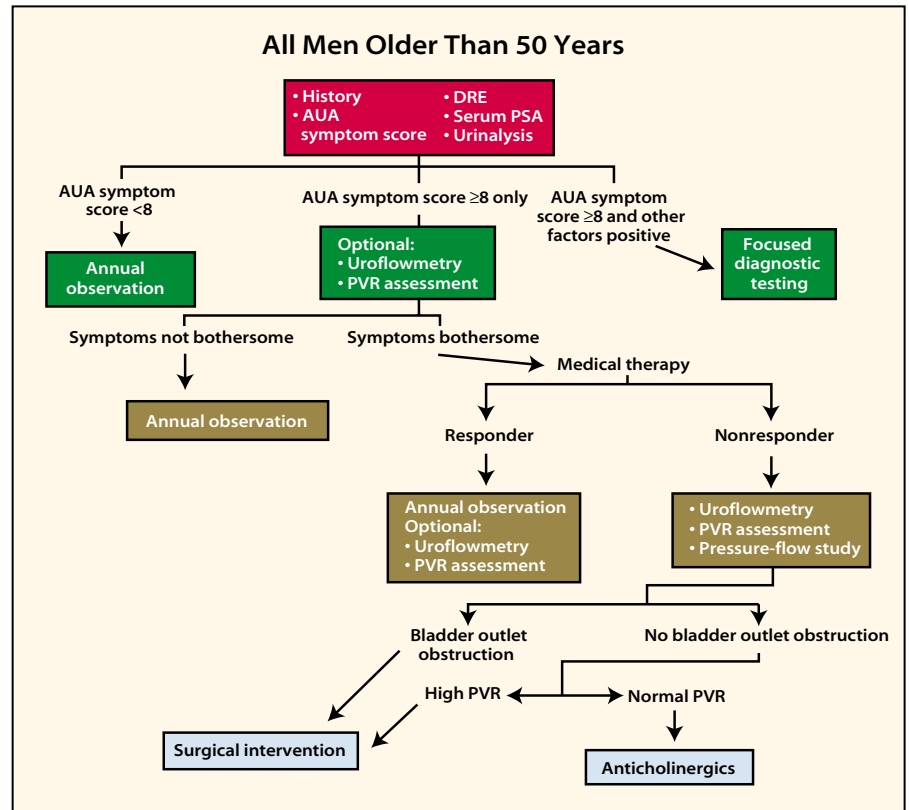 All Men Older Than 50 Years
• History
• AUA
symptom score
• DRE
• Serum PSA
• Urinalysis
AUA symptom
score <8
AUA symptom score ≥8 only
AUA symptom
score ≥8 and other
factors positive
Annual
observation
Optional:
• Uroflowmetry
• PVR assessment
Focused
diagnostic
testing
Symptoms not bothersome
Symptoms bothersome
Medical therapy
Annual observation
Responder
Nonresponder
Annual observation
Optional:
• Uroflowmetry
• PVR assessment
• Uroflowmetry
• PVR assessment
• Pressure-flow study
Bladder outlet
obstruction
No bladder outlet obstruction
High PVR
Normal PVR
Surgical intervention
Anticholinergics